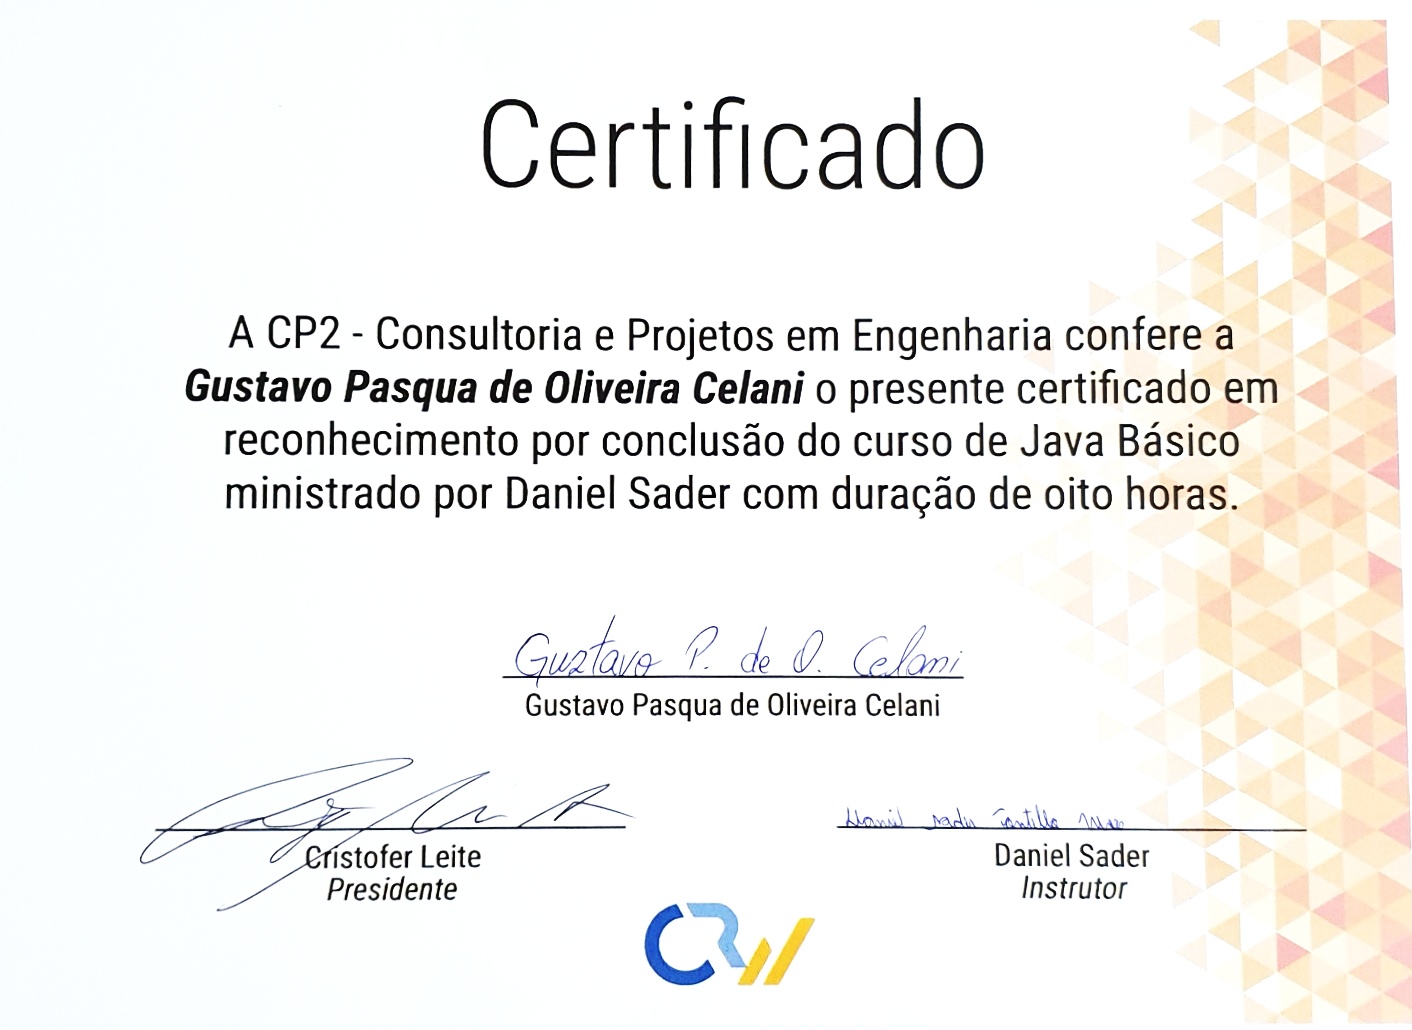 Certificado
A CP2 - Consultoria e Projetos em Engenharia confere a
Gustavo Pasqua de Oliveira Celani o presente certificado em
reconhecimento por conclusão do curso de Java Básico
ministrado por Daniel Sader com duração de oito horas.
Gustavo P. de O. Celani
Gustavo Pasqua de Oliveira Celani
Cristofer Leite
Presidente
Daniel Sader
Instrutor